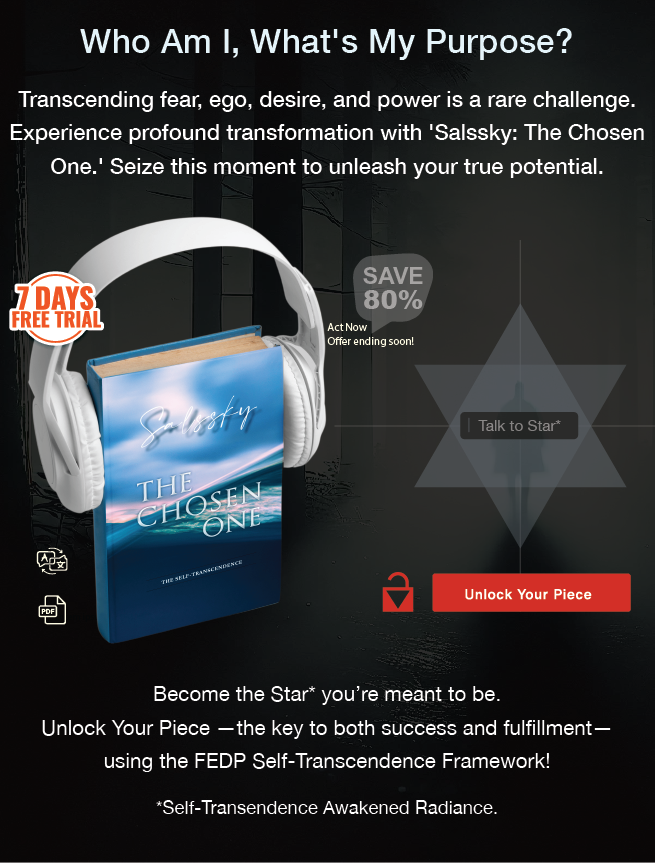 Who Am I, What's My Purpose?
Transcending fear, ego, desire, and power is a rare challenge.
Experience profound transformation with 'Salssky: The Chosen
One.' Seize this moment to unleash your true potential.
7 DAYS
FREE TRIAL
SAVE
80%
Act Now
Offer ending soon!
Salssky
THE
CHOSEN
ONE
THE SELF-TRANSCENDENCE
Talk to Star*
A
文
PDF
Unlock Your Piece
Become the Star* you’re meant to be.
Unlock Your Piece —the key to both success and fulfillment—
using the FEDP Self-Transcendence Framework!
*Self-Transendence Awakened Radiance.